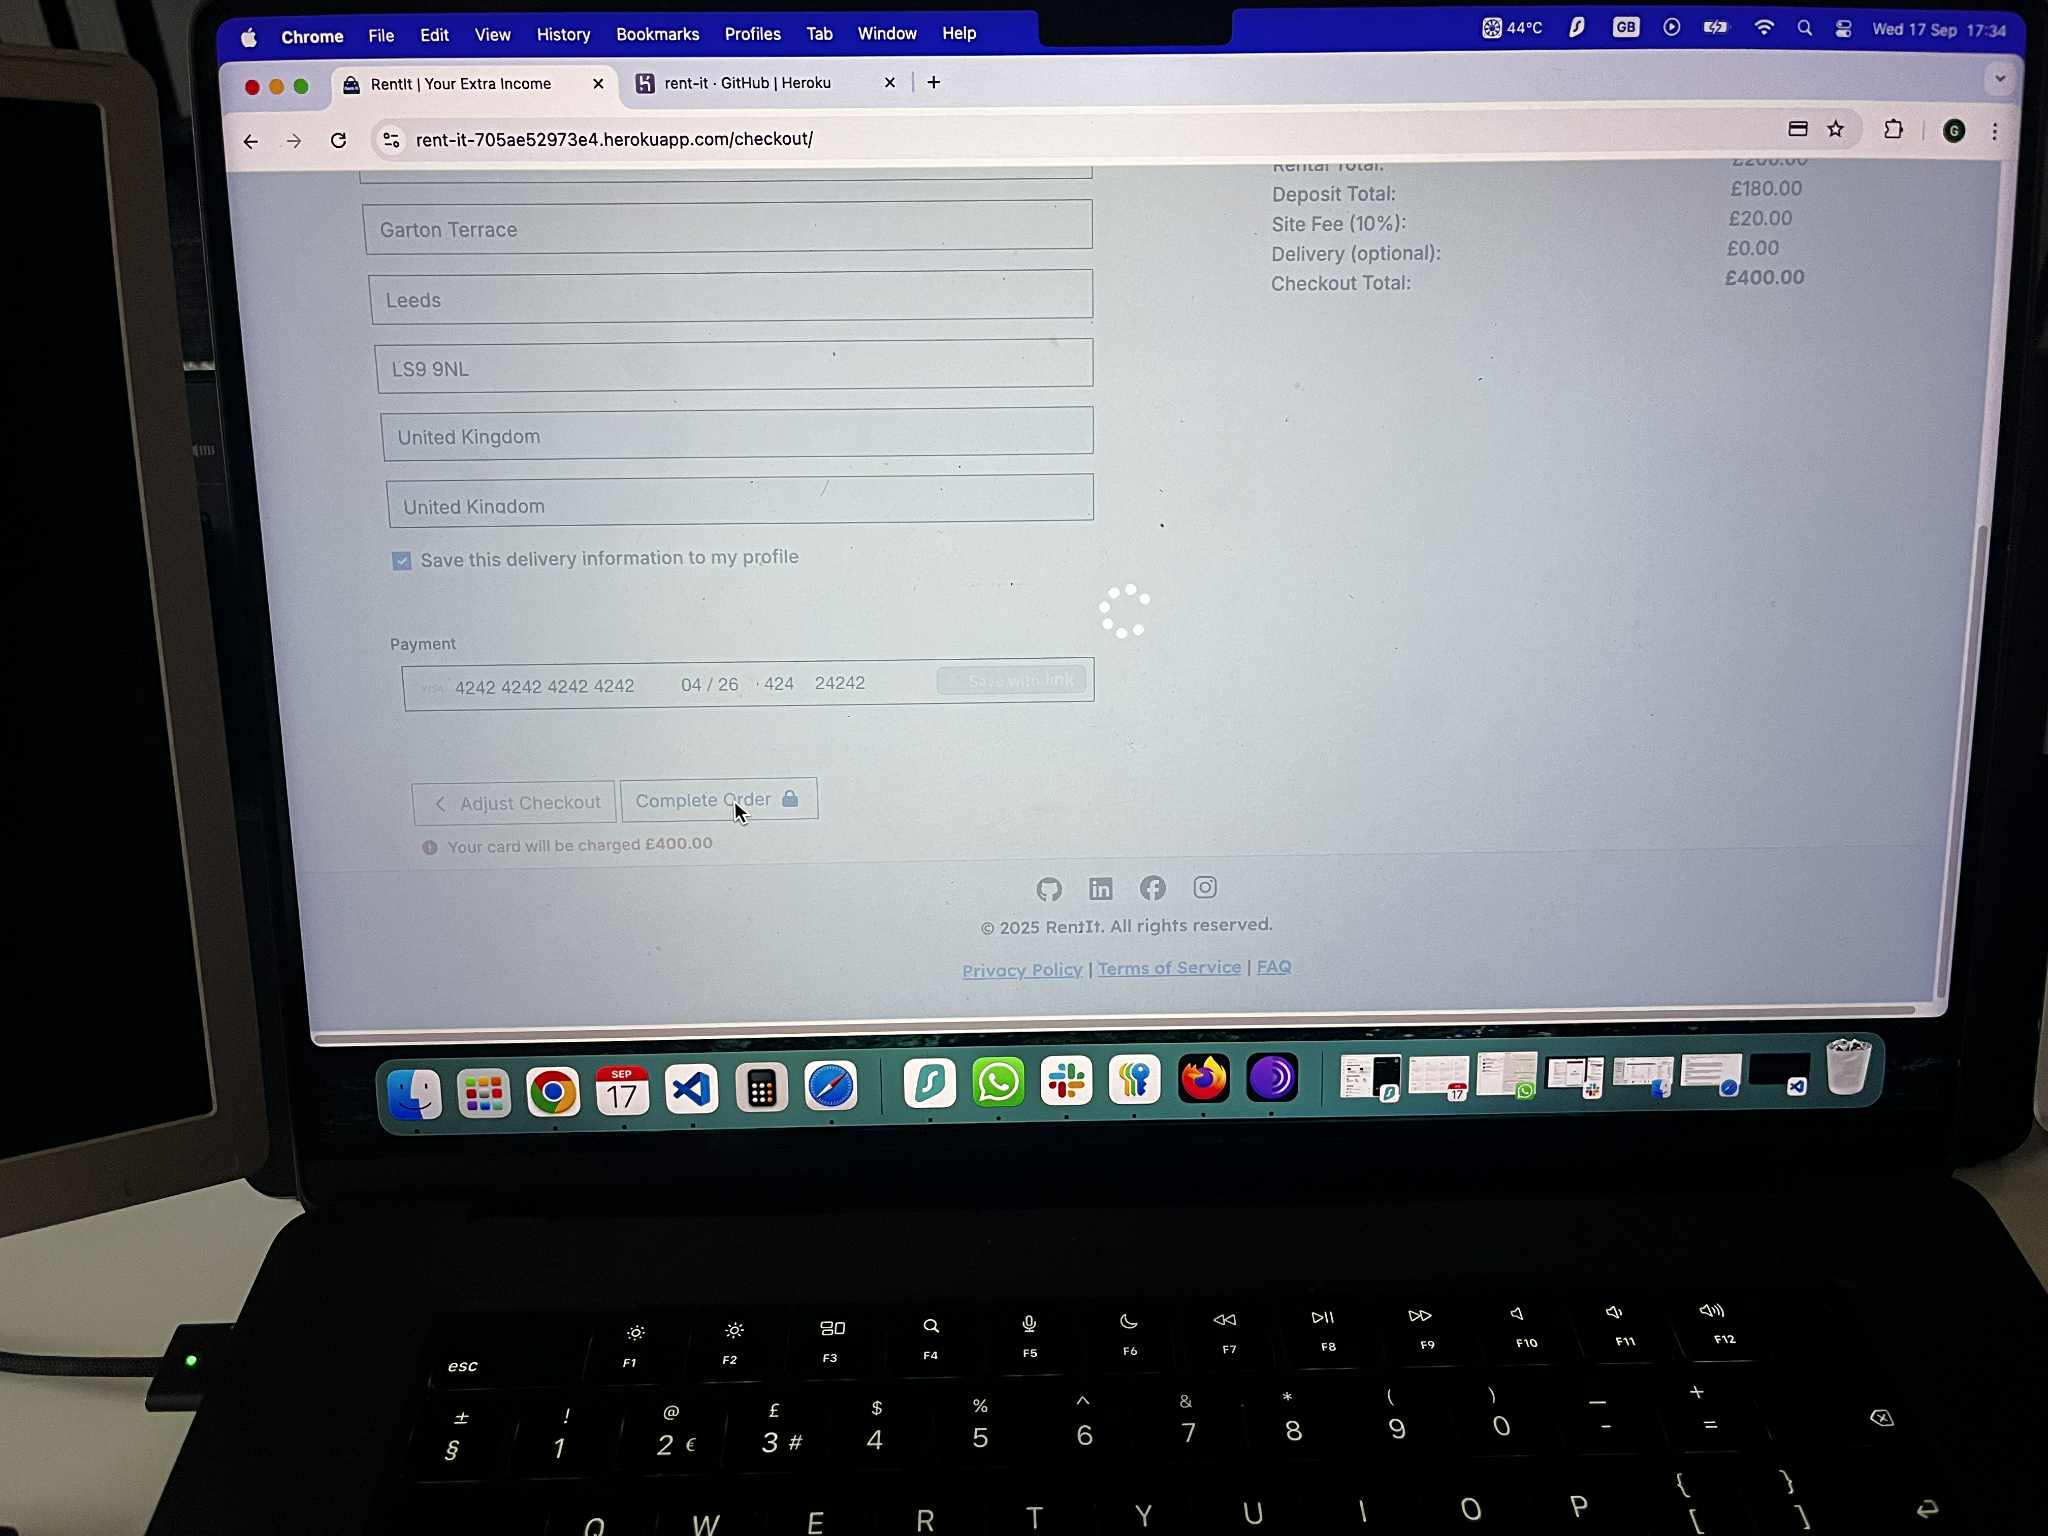 Chrome File Edit View History Bookmarks Profiles Tab Window Help 44°C GB Wed 17 Sep 17:34
RentIt | Your Extra Income rent-it · GitHub | Heroku
rent-it-705ae52973e4.herokuapp.com/checkout/ G
Rental Total: £200.00
Deposit Total: £180.00
Site Fee (10%): £20.00
Delivery (optional): £0.00
Checkout Total: £400.00
Garton Terrace
Leeds
LS9 9NL
United Kingdom
United Kingdom
Save this delivery information to my profile
Payment
VISA 4242 4242 4242 4242 04 / 26 424 24242 Save with link
Adjust Checkout Complete Order
Your card will be charged £400.00
© 2025 RentIt. All rights reserved.
Privacy Policy | Terms of Service | FAQ
SEP
17
17
esc F1 F2 F3 F4 F5 F6 F7 F8 F9 F10 F11 F12
± ! @ £ $ % ^ & * ( ) — +
§ 1 2 € 3 # 4 5 6 7 8 9 0 - =
Q W E R T Y U I O P { }
[ ]